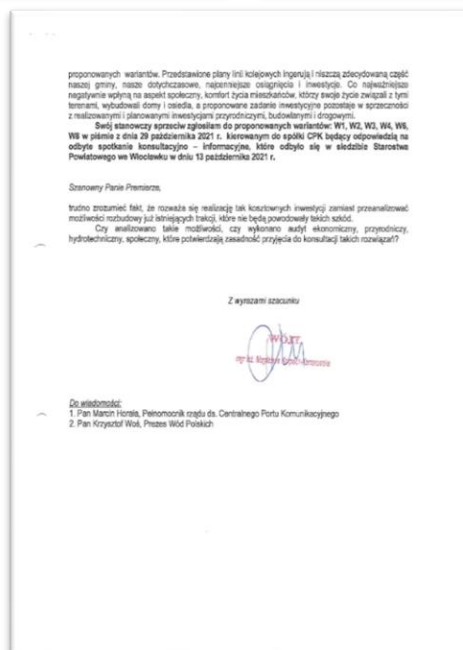 proponowanych wariantów. Przedstawione plany linii kolejowych ingerują i niszczą zdecydowaną część
naszej gminy, nasze dotychczasowe, najcenniejsze osiągnięcia i inwestycje. Co najważniejsze
negatywnie wpłyną na aspekt społeczny, komfort życia mieszkańców, którzy swoje życie związali z tymi
terenami, wybudowali domy i osiedla, a proponowane zadanie inwestycyjne pozostaje w sprzeczności
z realizowanymi i planowanymi inwestycjami przyrodniczymi, budowlanymi i drogowymi.
Swój stanowczy sprzeciw zgłosiłam do proponowanych wariantów: W1, W2, W3, W4, W5,
W6 w piśmie z dnia 29 października 2021 r. kierowanym do spółki CPK będący odpowiedzią na
odbyte spotkanie konsultacyjno – informacyjne, które odbyło się w siedzibie Starostwa
Powiatowego we Włocławku w dniu 13 października 2021 r.
Szanowny Panie Premierze,
trudno zrozumieć fakt, że rozważa się realizację tak kosztownych inwestycji zamiast przeanalizować
możliwości rozbudowy już istniejących trakcji, które nie będą powodowały takich szkód.
Czy analizowano takie możliwości, czy wykonano audyt ekonomiczny, przyrodniczy,
hydrotechniczny, społeczny, które potwierdzają zasadność przyjęcia do konsultacji takich rozwiązań?
Z wyrazami szacunku
WÓJT
mgr inż.
Do wiadomości:
1. Pan Marcin Horała, Pełnomocnik rządu ds. Centralnego Portu Komunikacyjnego
2. Pan Krzysztof Woś, Prezes Wód Polskich